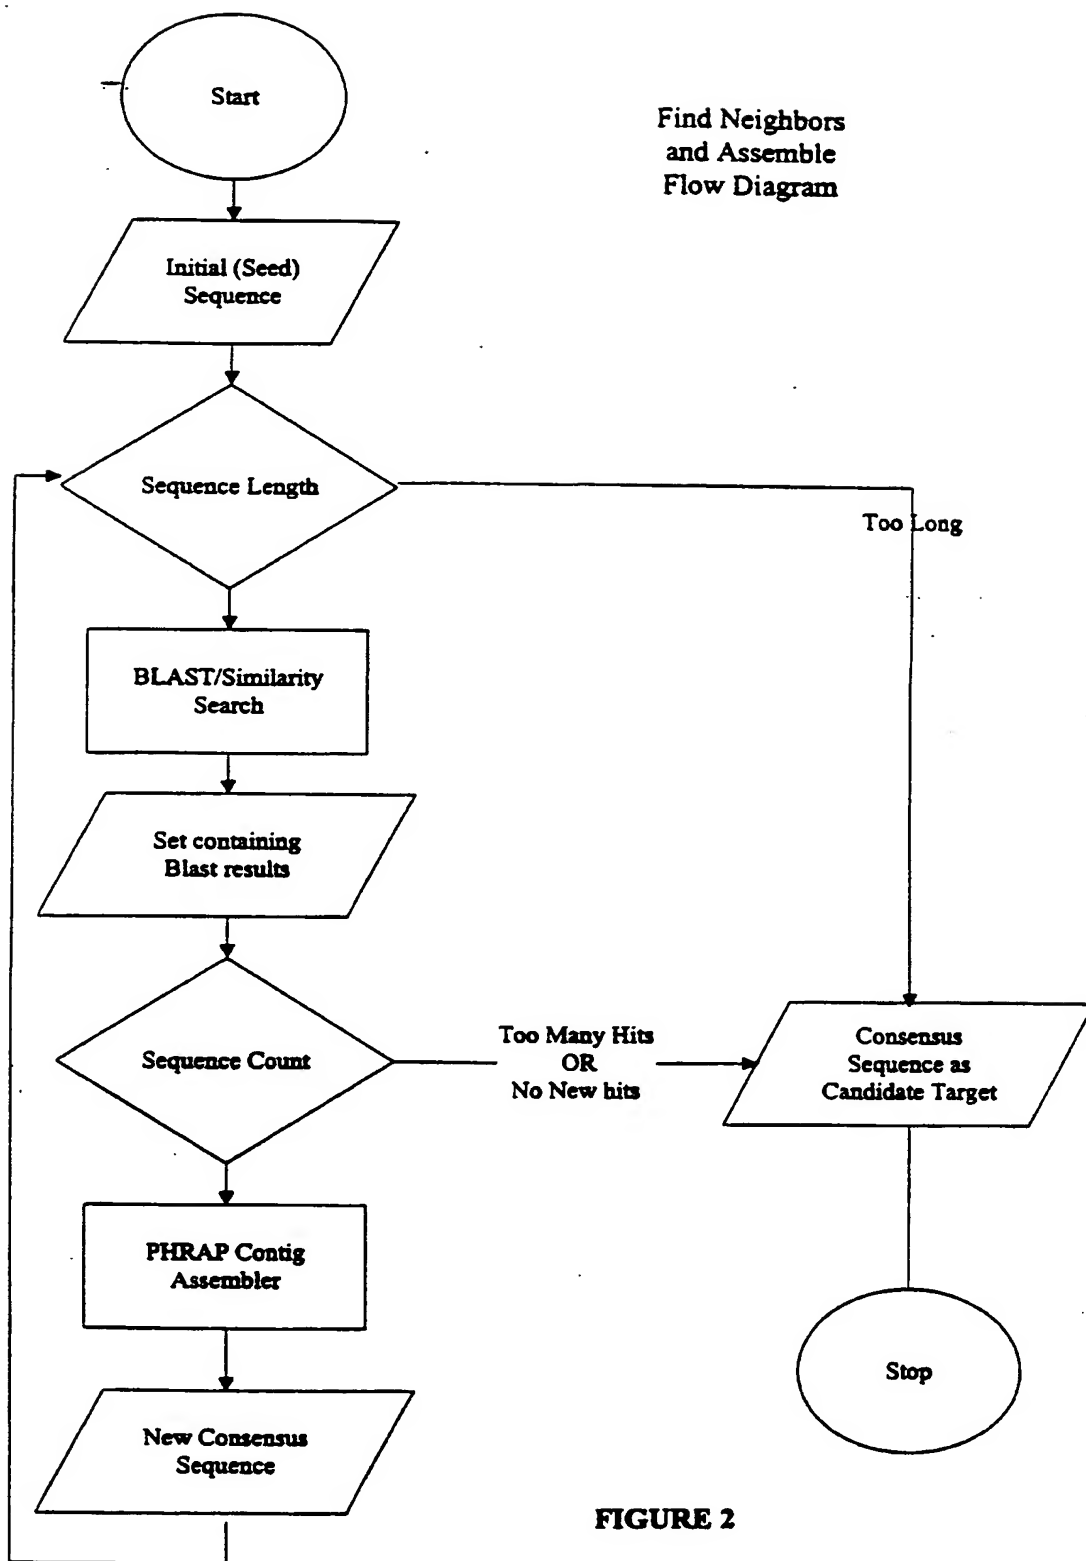 Start
Find Neighbors
and Assemble
Flow Diagram
Initial (Seed)
Sequence
Sequence Length
Too Long
BLAST/Similarity
Search
Set containing
Blast results
Sequence Count
Too Many Hits
OR
No New hits
Consensus
Sequence as
Candidate Target
PHRAP Contig
Assembler
Stop
New Consensus
Sequence
FIGURE 2